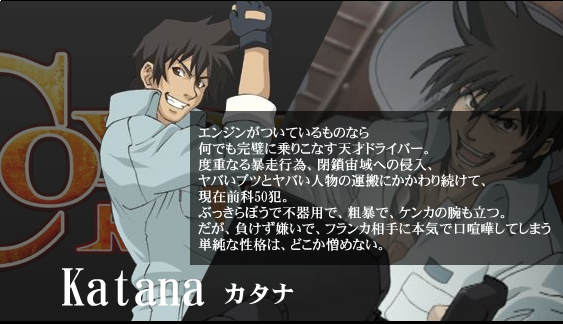 エンジンがついているものなら
何でも完璧に乗りこなす天才ドライバー。
度重なる暴走行為、閉鎖宙域への侵入、
ヤバいブツとヤバい人物の運搬にかかわり続けて、
現在前科50犯。
ぶっきらぼうで不器用で、粗暴で、ケンカの腕も立つ。
だが、負けず嫌いで、フランカ相手に本気で口喧嘩してしまう
単純な性格は、どこか憎めない。
Katana カタナ